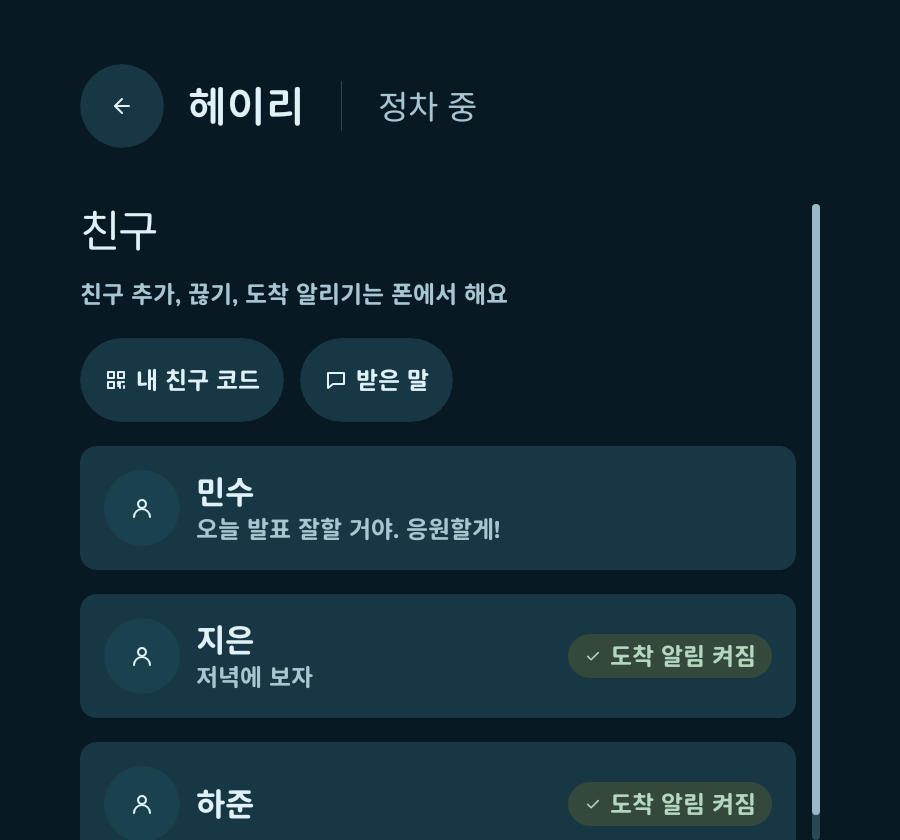 헤이리
정차 중
친구
친구 추가, 끊기, 도착 알리기는 폰에서 해요
내 친구 코드
받은 말
민수
오늘 발표 잘할 거야. 응원할게!
지은
저녁에 보자
도착 알림 켜짐
하준
도착 알림 켜짐